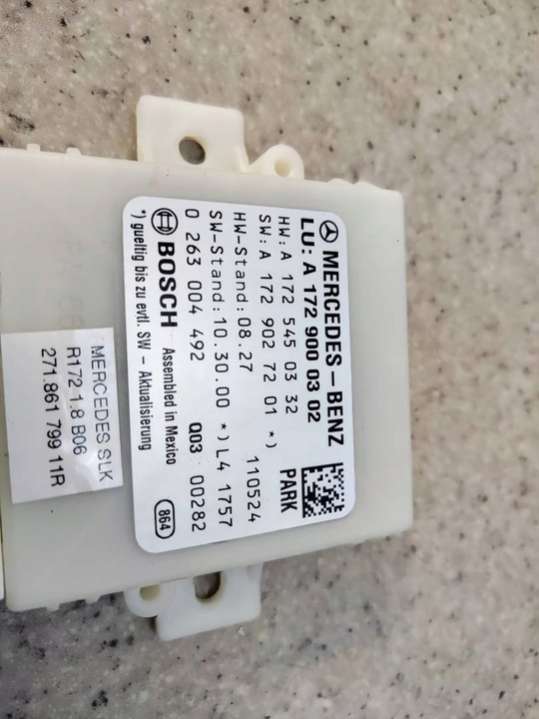 MERCEDES-BENZ
LU: A 172 900 03 02
HW: A 172 545 03 32
SW: A 172 902 72 01 *)
PARK
HW-Stand: 08.27 110524
SW-Stand: 10.30.00 *) L4 1757
0 263 004 492 Q03 00282
BOSCH Assembled in Mexico
*) gueltig bis zu evtl. SW - Aktualisierung
864
MERCEDES SLK
R172 1.8 B06
271.861 799 11R